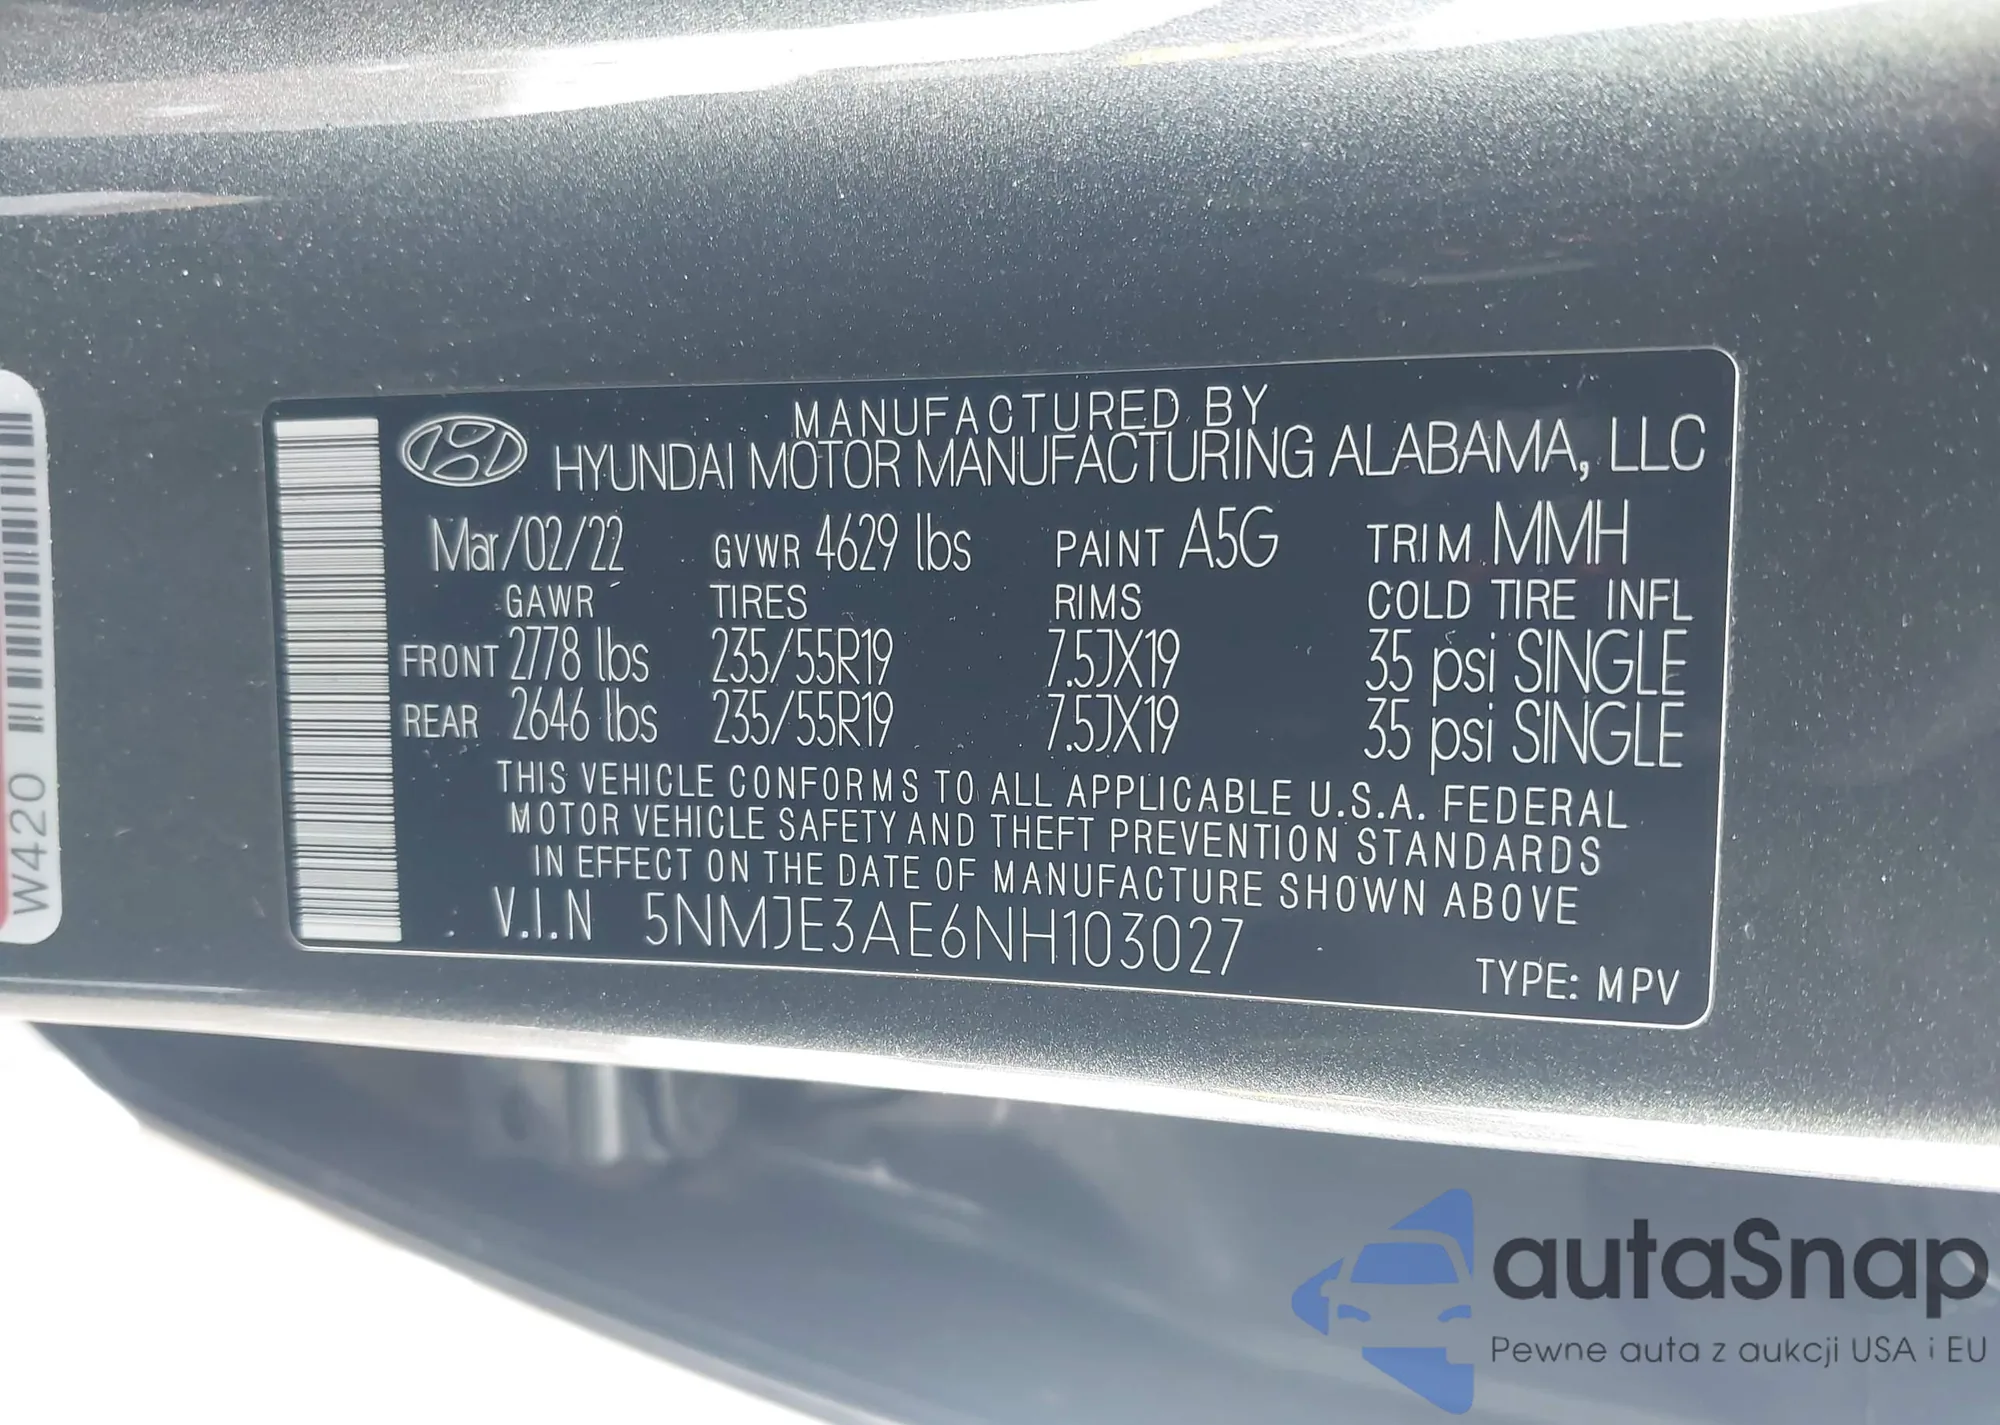 MANUFACTURED BY
HYUNDAI MOTOR MANUFACTURING ALABAMA, LLC
Mar/02/22 GVWR 4629 lbs PAINT A5G TRIM MMH
GAWR TIRES RIMS COLD TIRE INFL
FRONT 2778 lbs 235/55R19 7.5JX19 35 psi SINGLE
REAR 2646 lbs 235/55R19 7.5JX19 35 psi SINGLE
THIS VEHICLE CONFORMS TO ALL APPLICABLE U.S.A. FEDERAL
MOTOR VEHICLE SAFETY AND THEFT PREVENTION STANDARDS
IN EFFECT ON THE DATE OF MANUFACTURE SHOWN ABOVE
V.I.N 5NMJE3AE6NH103027
TYPE: MPV
W420
autaSnap
Pewne auta z aukcji USA i EU